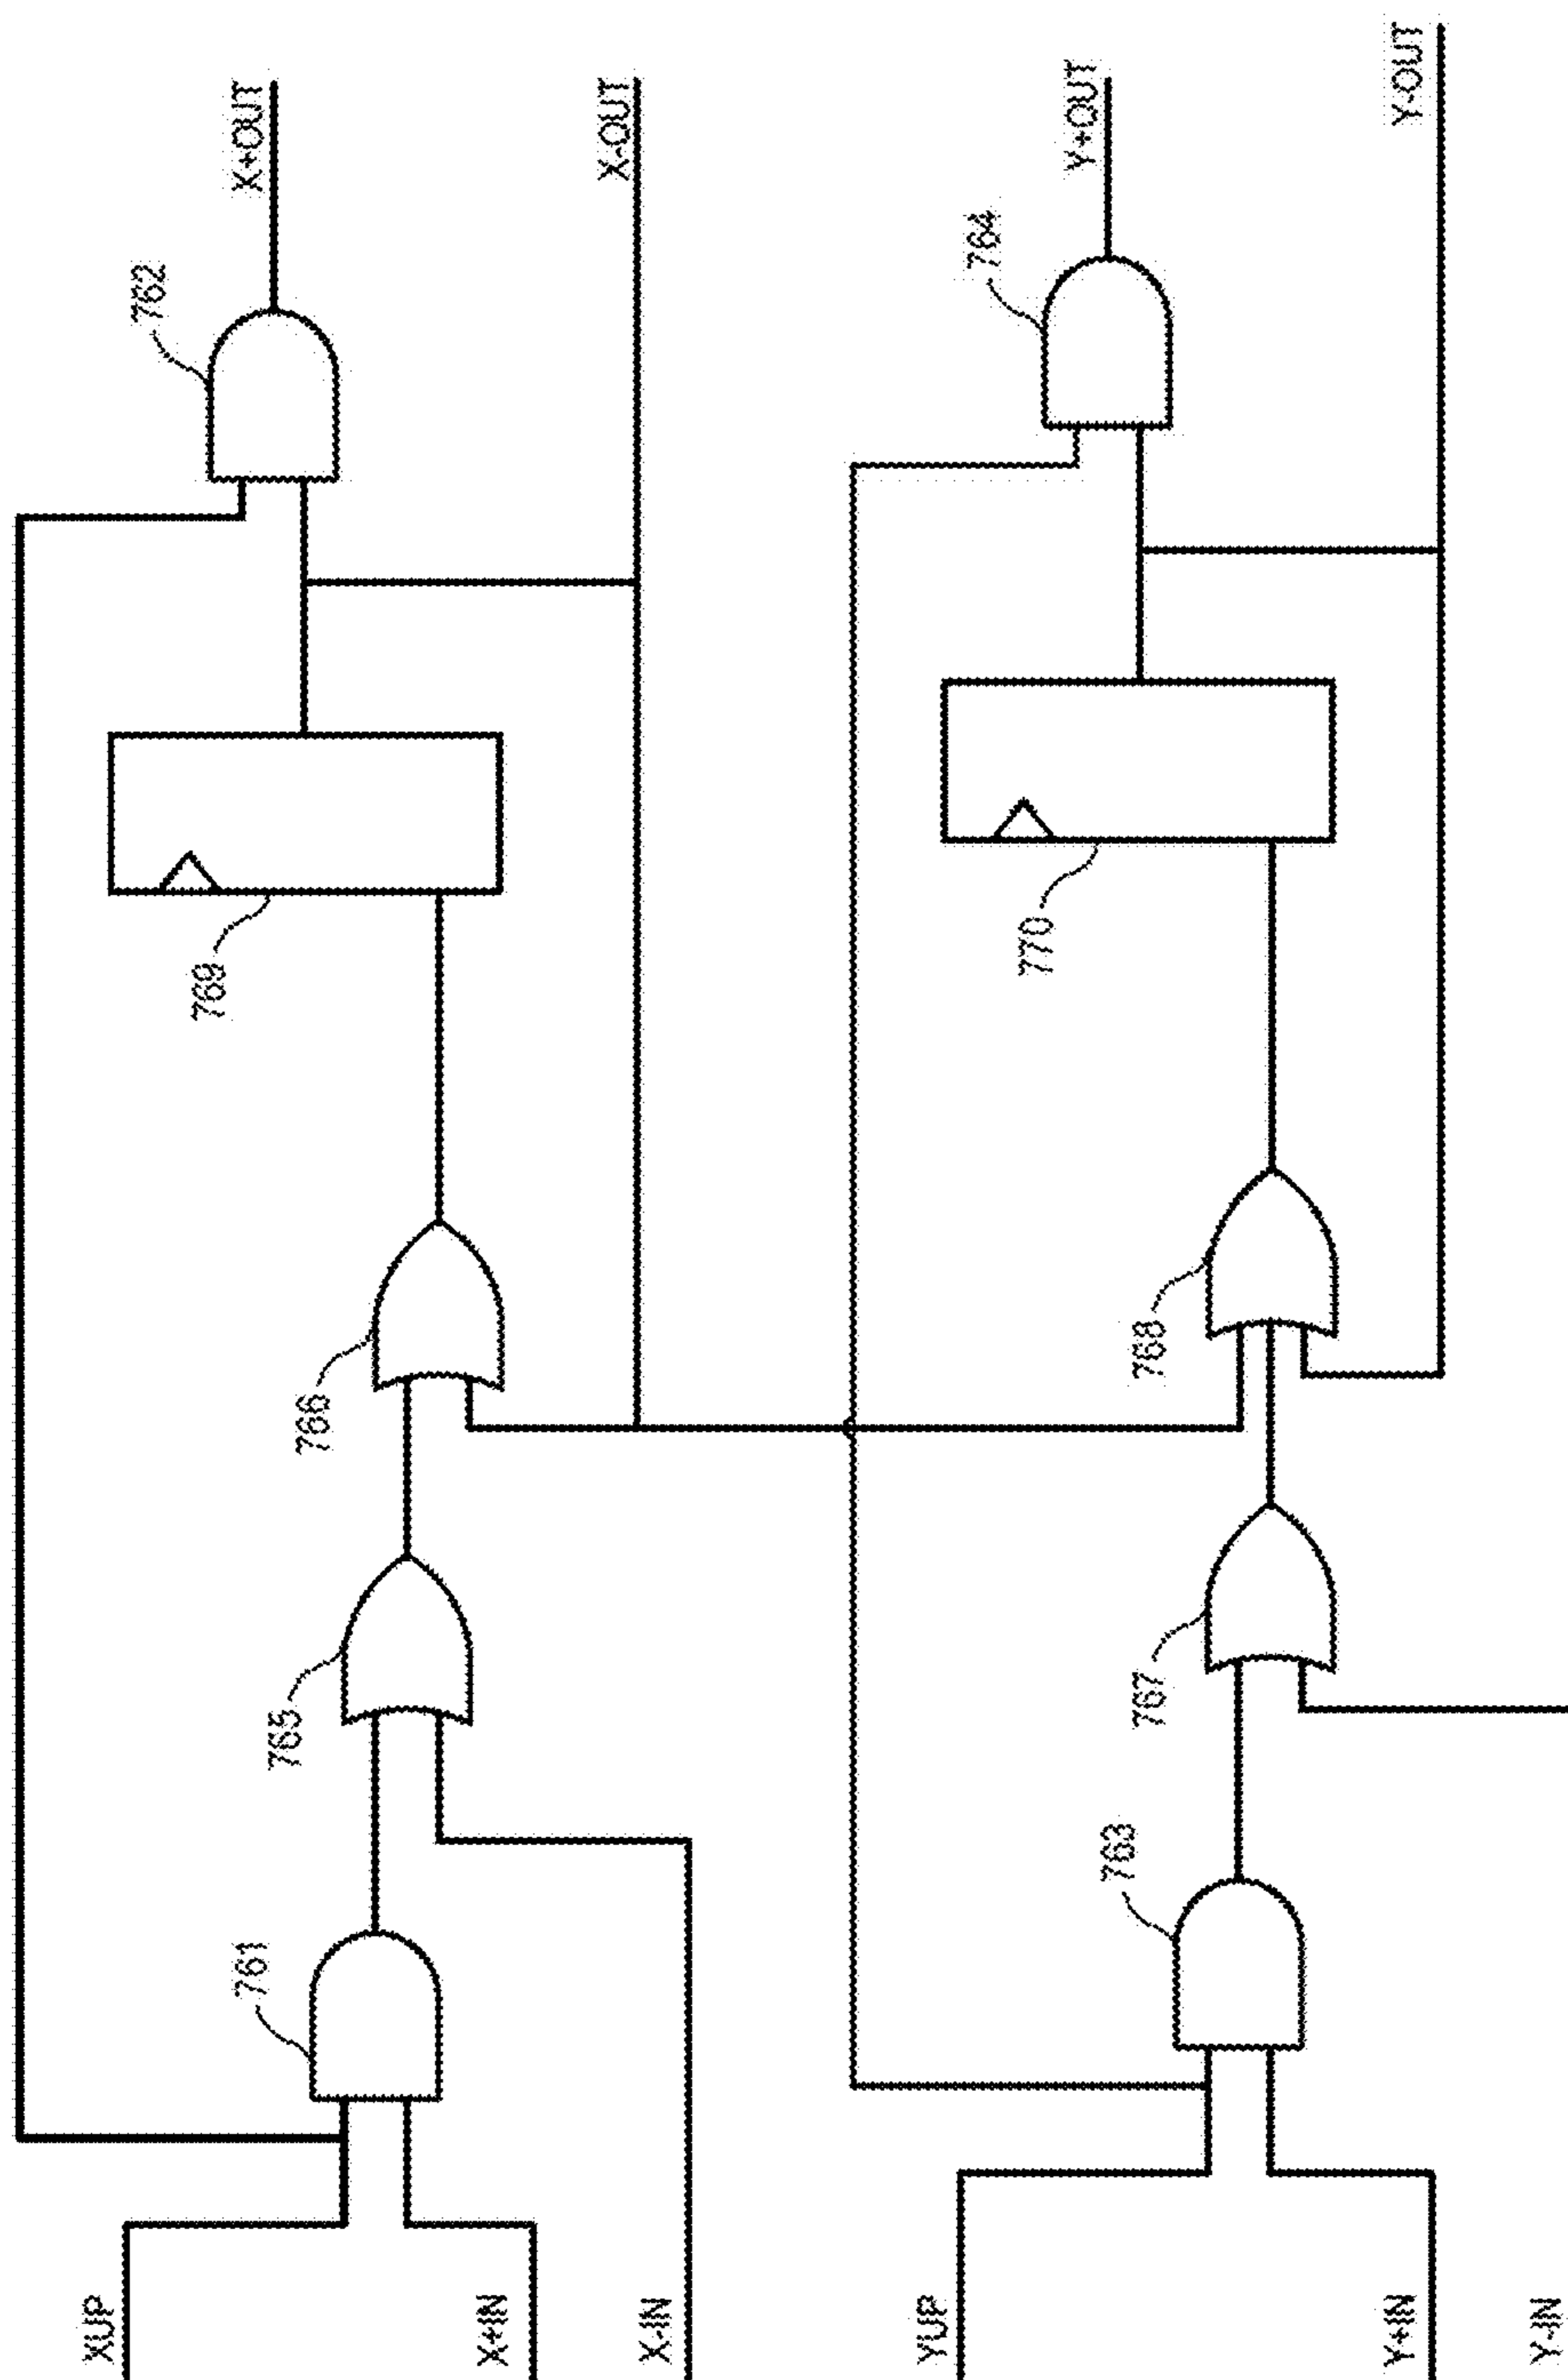 XUP
X+IN
X-IN
761
765
766
769
762
X+OUT
X-OUT
YUP
Y+IN
Y-IN
763
767
768
770
764
Y+OUT
Y-OUT